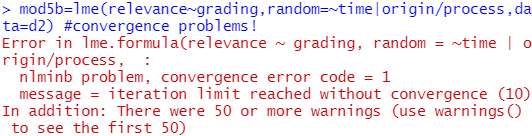 > mod5b=lme(relevance~grading,random=~time|origin/process,da
ta=d2) #convergence problems!
Error in lme.formula(relevance ~ grading, random = ~time | o
rigin/process,  :
  nlminb problem, convergence error code = 1
  message = iteration limit reached without convergence (10)
In addition: There were 50 or more warnings (use warnings()
 to see the first 50)